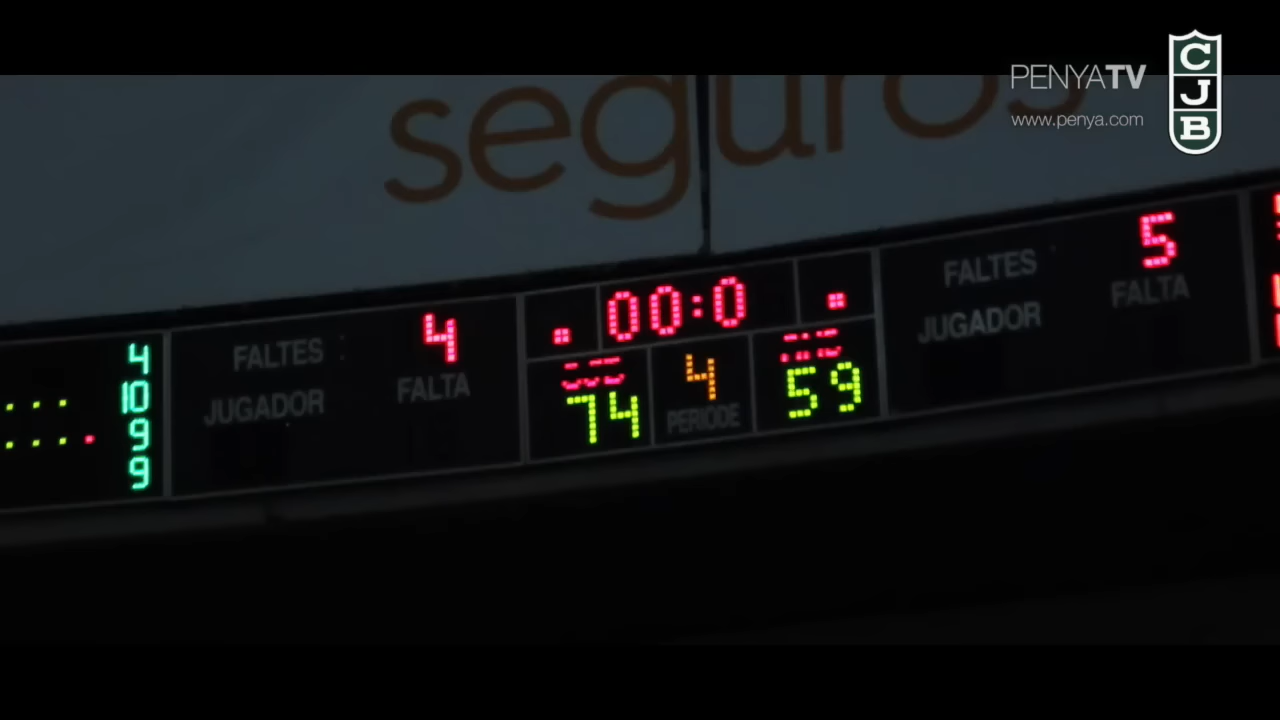 PENYATV
www.penya.com
C
J
B
seguros
4
10
9
9
FALTES 4
JUGADOR FALTA
00:0
74 4 59
PERIODE
FALTES 5
JUGADOR FALTA